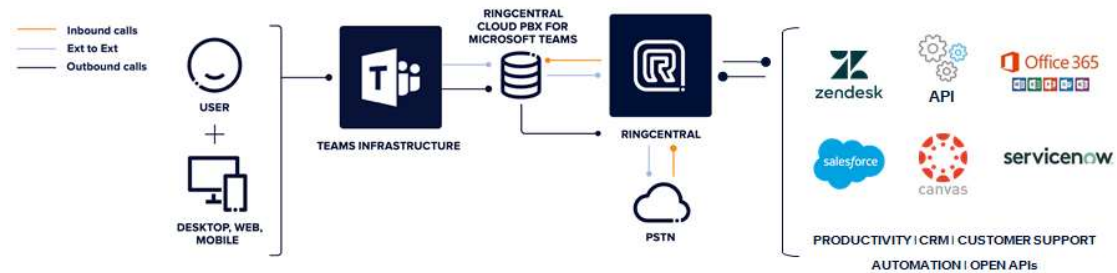 Inbound calls
Ext to Ext
Outbound calls
USER
+
DESKTOP, WEB,
MOBILE
T
TEAMS INFRASTRUCTURE
RINGCENTRAL
CLOUD PBX FOR
MICROSOFT TEAMS
R
RINGCENTRAL
PSTN
zendesk
API
Office 365
salesforce
canvas
servicenow
PRODUCTIVITY | CRM | CUSTOMER SUPPORT
AUTOMATION | OPEN APIs